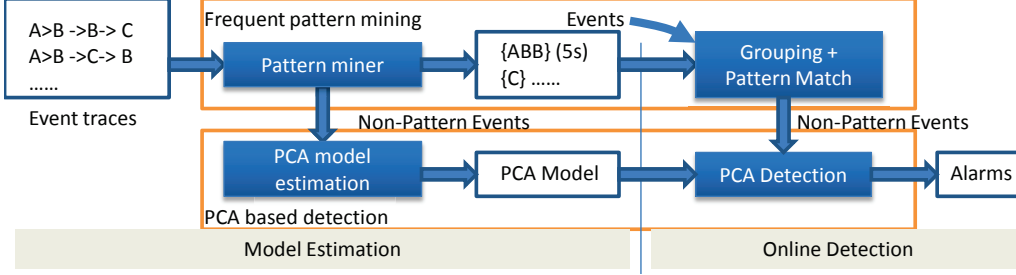 A>B ->B-> C
A>B ->C-> B
......
Event traces
Frequent pattern mining
Pattern miner
{ABB} (5s)
{C} ......
Events
Grouping +
Pattern Match
Non-Pattern Events
Non-Pattern Events
PCA model
estimation
PCA Model
PCA Detection
Alarms
PCA based detection
Model Estimation
Online Detection